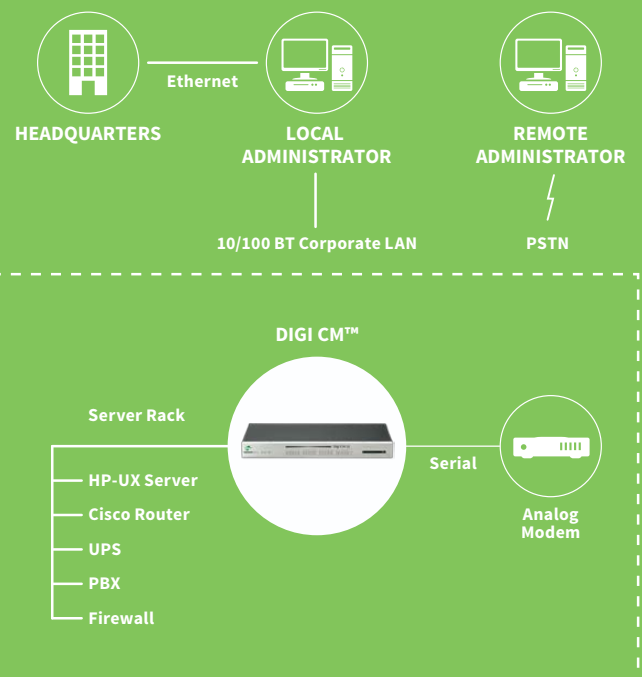 Ethernet
HEADQUARTERS
LOCAL
ADMINISTRATOR
REMOTE
ADMINISTRATOR
10/100 BT Corporate LAN
PSTN
DIGI CM™
Server Rack
Serial
HP-UX Server
Cisco Router
UPS
PBX
Firewall
Analog
Modem